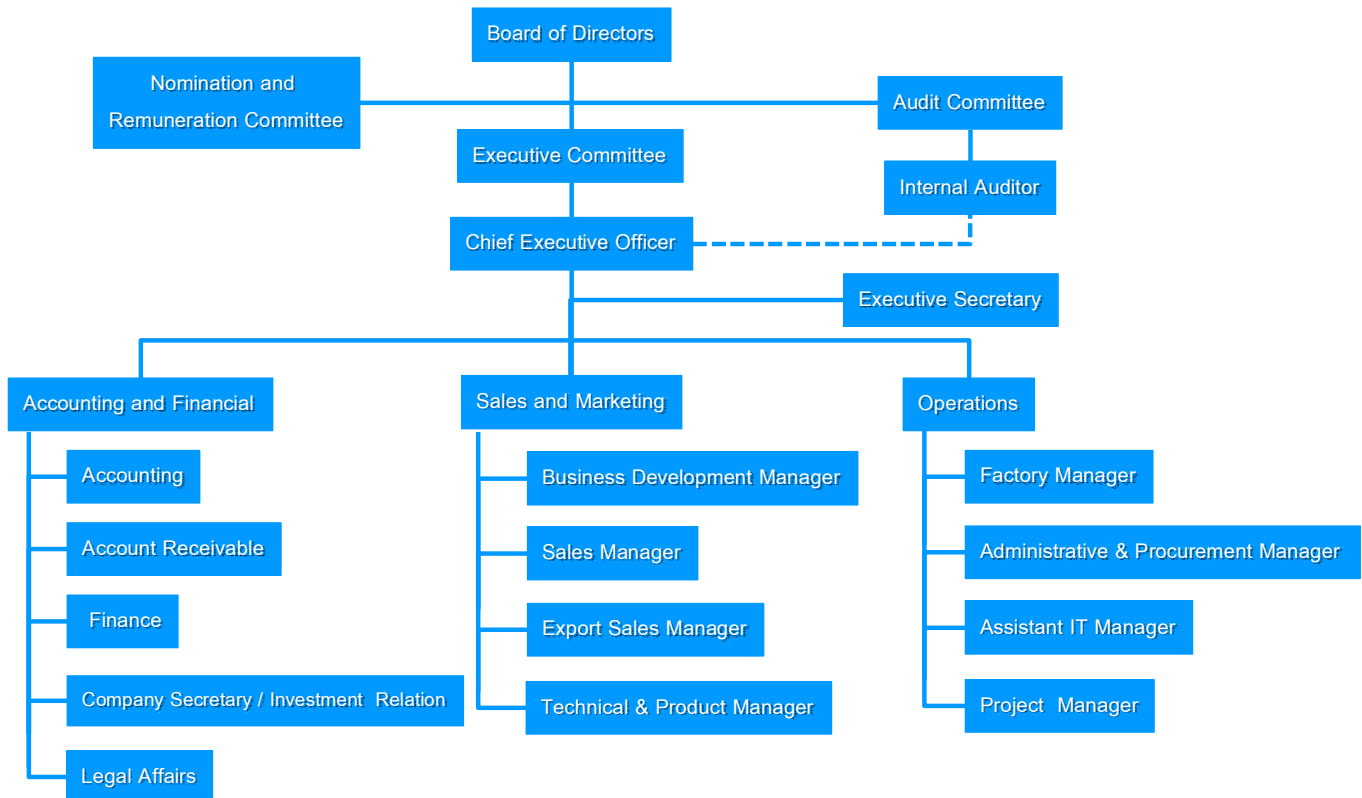 Board of Directors
Nomination and
Remuneration Committee
Audit Committee
Executive Committee
Internal Auditor
Chief Executive Officer
Executive Secretary
Accounting and Financial
Accounting
Account Receivable
Finance
Company Secretary / Investment Relation
Legal Affairs
Sales and Marketing
Business Development Manager
Sales Manager
Export Sales Manager
Technical & Product Manager
Operations
Factory Manager
Administrative & Procurement Manager
Assistant IT Manager
Project Manager